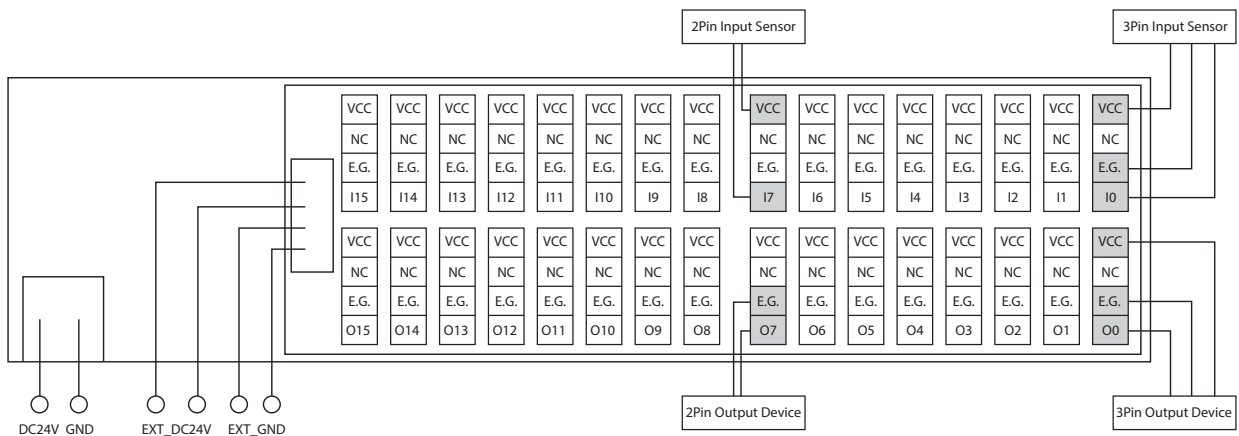 2Pin Input Sensor 3Pin Input Sensor
VCC VCC VCC VCC VCC VCC VCC VCC VCC VCC VCC VCC VCC VCC VCC VCC
NC NC NC NC NC NC NC NC NC NC NC NC NC NC NC NC
E.G. E.G. E.G. E.G. E.G. E.G. E.G. E.G. E.G. E.G. E.G. E.G. E.G. E.G. E.G. E.G.
I15 I14 I13 I12 I11 I10 I9 I8 I7 I6 I5 I4 I3 I2 I1 I0
VCC VCC VCC VCC VCC VCC VCC VCC VCC VCC VCC VCC VCC VCC VCC VCC
NC NC NC NC NC NC NC NC NC NC NC NC NC NC NC NC
E.G. E.G. E.G. E.G. E.G. E.G. E.G. E.G. E.G. E.G. E.G. E.G. E.G. E.G. E.G. E.G.
O15 O14 O13 O12 O11 O10 O9 O8 O7 O6 O5 O4 O3 O2 O1 O0
2Pin Output Device 3Pin Output Device
DC24V GND EXT_DC24V EXT_GND